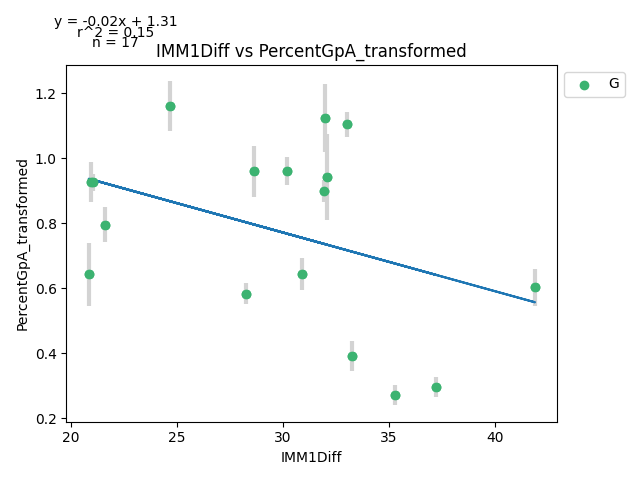 y = -0.02x + 1.31
r^2 = 0.15
n = 17
IMM1Diff vs PercentGpA_transformed
G
PercentGpA_transformed
1.2
1.0
0.8
0.6
0.4
0.2
20 25 30 35 40
IMM1Diff